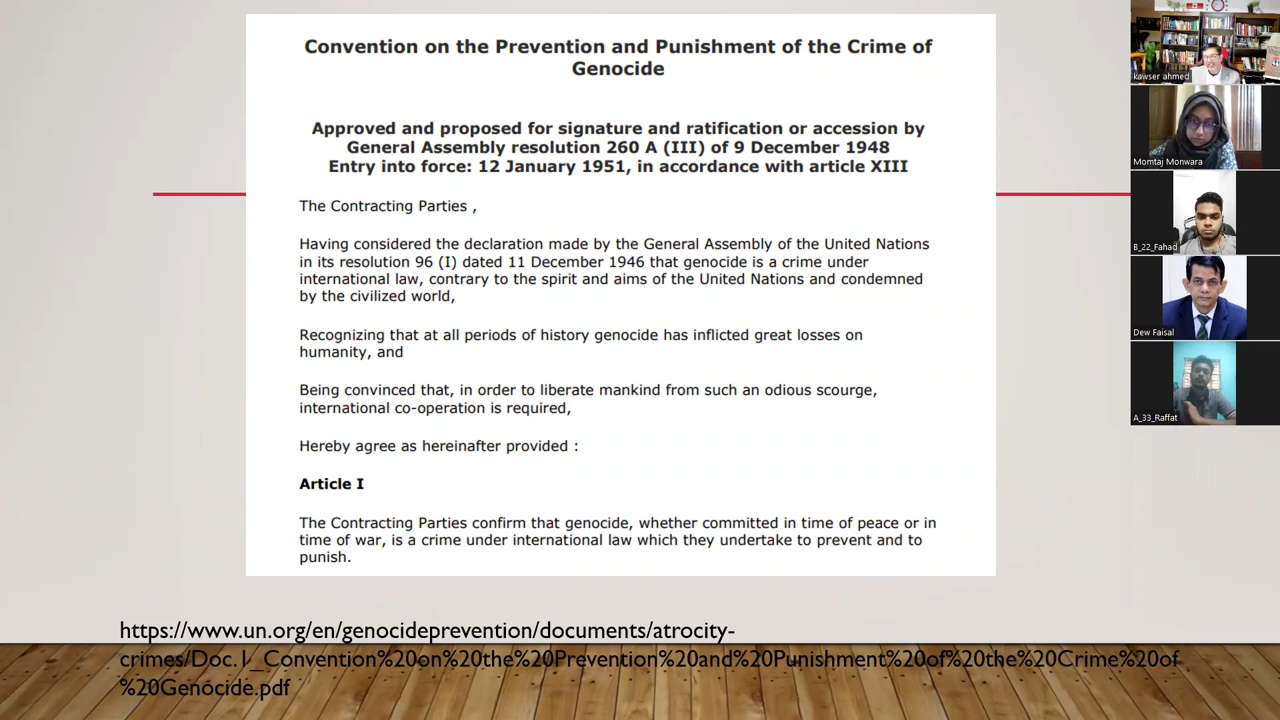 Convention on the Prevention and Punishment of the Crime of
Genocide
Approved and proposed for signature and ratification or accession by
General Assembly resolution 260 A (III) of 9 December 1948
Entry into force: 12 January 1951, in accordance with article XIII
The Contracting Parties ,
Having considered the declaration made by the General Assembly of the United Nations
in its resolution 96 (I) dated 11 December 1946 that genocide is a crime under
international law, contrary to the spirit and aims of the United Nations and condemned
by the civilized world,
Recognizing that at all periods of history genocide has inflicted great losses on
humanity, and
Being convinced that, in order to liberate mankind from such an odious scourge,
international co-operation is required,
Hereby agree as hereinafter provided :
Article I
The Contracting Parties confirm that genocide, whether committed in time of peace or in
time of war, is a crime under international law which they undertake to prevent and to
punish.
https://www.un.org/en/genocideprevention/documents/atrocity-
crimes/Doc.1_Convention%20on%20the%20Prevention%20and%20Punishment%20of%20the%20Crime%20of
%20Genocide.pdf
kawser ahmed
Momtaj Monwara
B_22_Fahad
Dew Faisal
A_33_Raffat